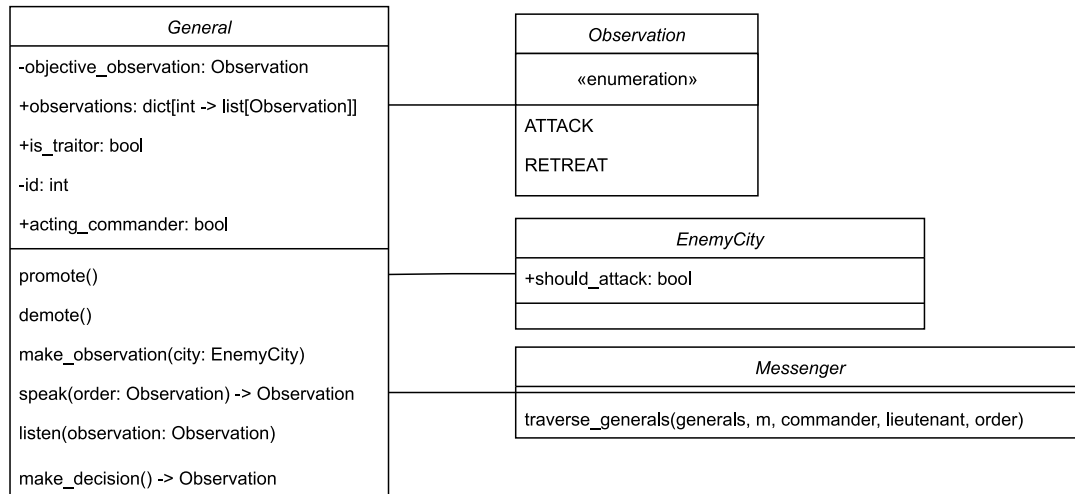 General
-objective_observation: Observation
+observations: dict[int -> list[Observation]]
+is_traitor: bool
-id: int
+acting_commander: bool
promote()
demote()
make_observation(city: EnemyCity)
speak(order: Observation) -> Observation
listen(observation: Observation)
make_decision() -> Observation
Observation
«enumeration»
ATTACK
RETREAT
EnemyCity
+should_attack: bool
Messenger
traverse_generals(generals, m, commander, lieutenant, order)